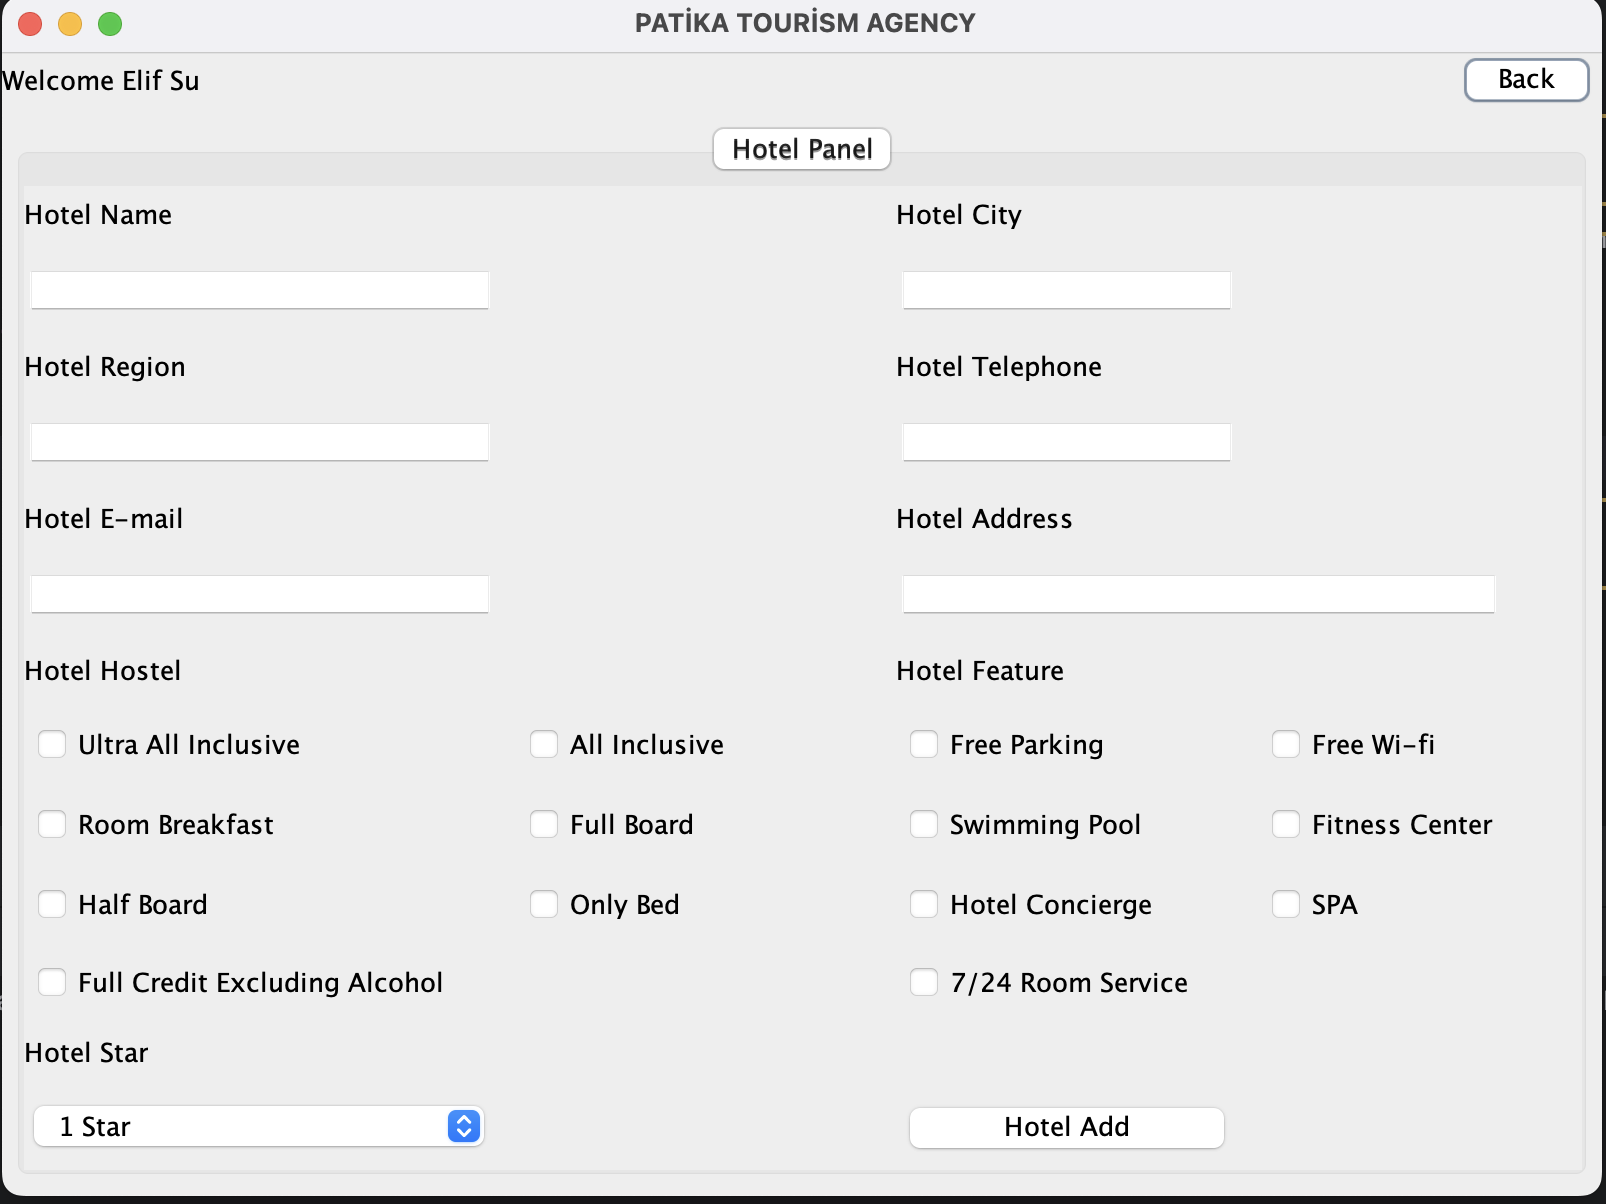 PATİKA TOURİSM AGENCY
Welcome Elif Su
Back
Hotel Panel
Hotel Name
Hotel City
Hotel Region
Hotel Telephone
Hotel E-mail
Hotel Address
Hotel Hostel
Hotel Feature
Ultra All Inclusive
All Inclusive
Free Parking
Free Wi-fi
Room Breakfast
Full Board
Swimming Pool
Fitness Center
Half Board
Only Bed
Hotel Concierge
SPA
Full Credit Excluding Alcohol
7/24 Room Service
Hotel Star
1 Star
Hotel Add